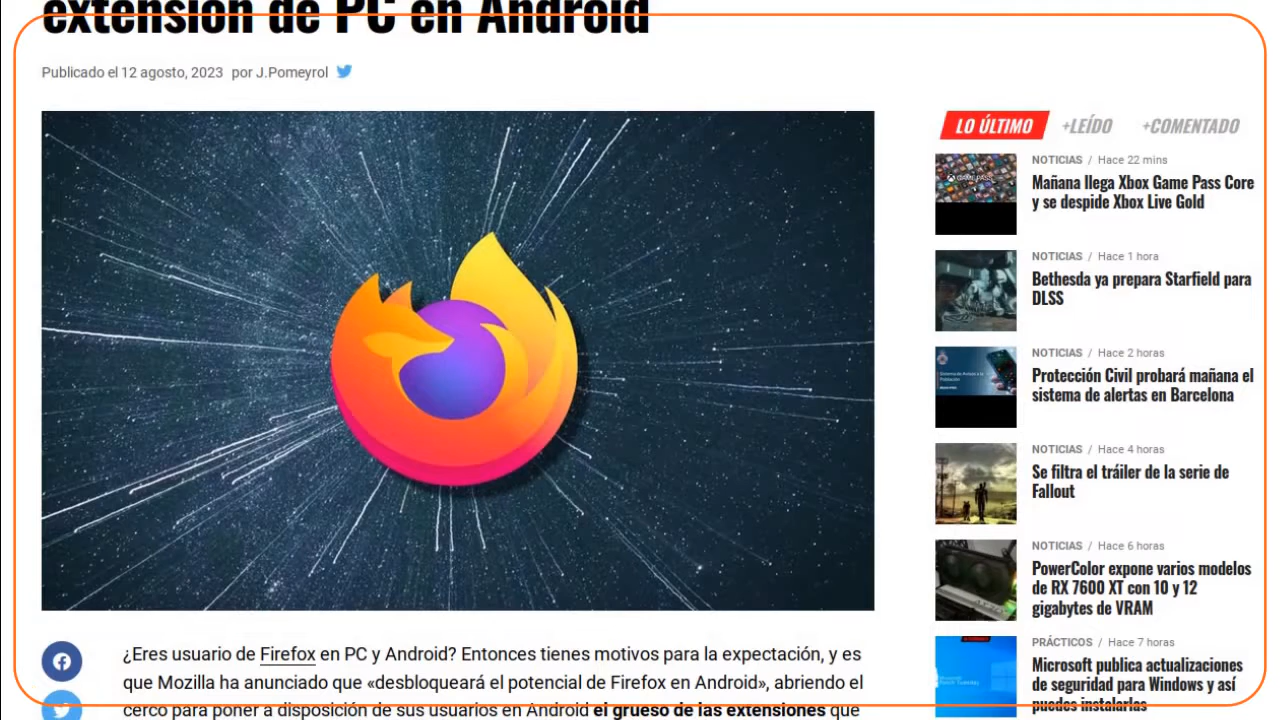 extensión de PC en Android
Publicado el 12 agosto, 2023 por J.Pomeyrol
¿Eres usuario de Firefox en PC y Android? Entonces tienes motivos para la expectación, y es
que Mozilla ha anunciado que «desbloqueará el potencial de Firefox en Android», abriendo el
cerco para poner a disposición de sus usuarios en Android el grueso de las extensiones que
LO ÚLTIMO +LEÍDO +COMENTADO
NOTICIAS / Hace 22 mins
Mañana llega Xbox Game Pass Core
y se despide Xbox Live Gold
NOTICIAS / Hace 1 hora
Bethesda ya prepara Starfield para
DLSS
NOTICIAS / Hace 2 horas
Protección Civil probará mañana el
sistema de alertas en Barcelona
NOTICIAS / Hace 4 horas
Se filtra el tráiler de la serie de
Fallout
NOTICIAS / Hace 6 horas
PowerColor expone varios modelos
de RX 7600 XT con 10 y 12
gigabytes de VRAM
PRÁCTICOS / Hace 7 horas
Microsoft publica actualizaciones
de seguridad para Windows y así
puedes instalarlas